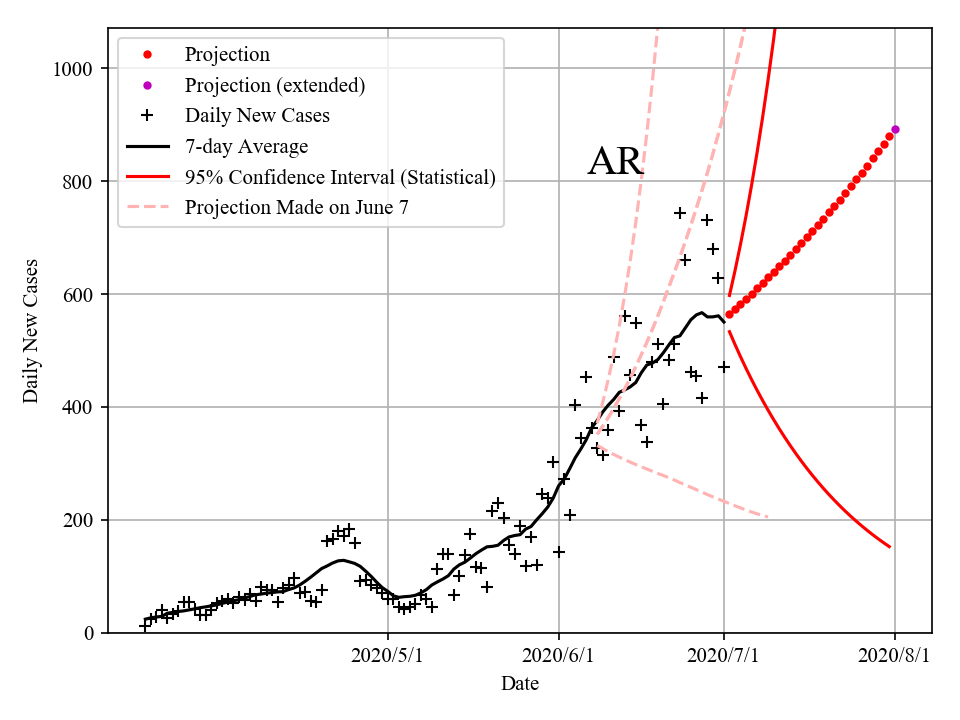 Projection
Projection (extended)
Daily New Cases
7-day Average
95% Confidence Interval (Statistical)
Projection Made on June 7
AR
1000
800
600
400
200
0
Daily New Cases
2020/5/1
2020/6/1
2020/7/1
2020/8/1
Date